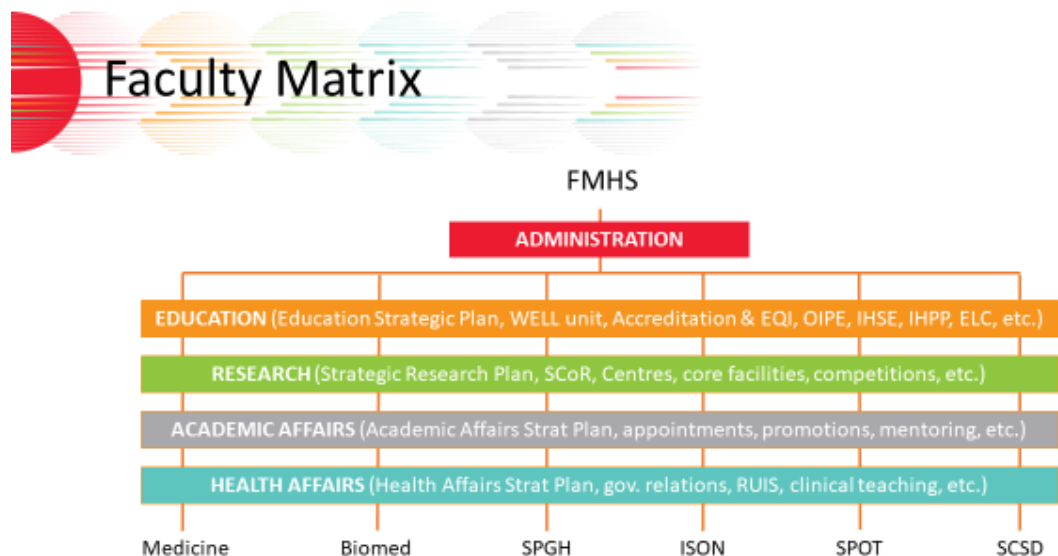 Faculty Matrix
FMHS
ADMINISTRATION
EDUCATION (Education Strategic Plan, WELL unit, Accreditation & EQI, OIPE, IHSE, IHPP, ELC, etc.)
RESEARCH (Strategic Research Plan, SCoR, Centres, core facilities, competitions, etc.)
ACADEMIC AFFAIRS (Academic Affairs Strat Plan, appointments, promotions, mentoring, etc.)
HEALTH AFFAIRS (Health Affairs Strat Plan, gov. relations, RUIS, clinical teaching, etc.)
Medicine Biomed SPGH ISON SPOT SCSD